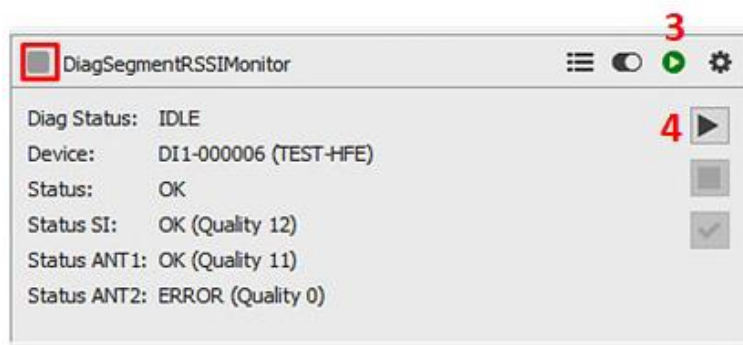 3
DiagSegmentRSSIMonitor
Diag Status: IDLE
4
Device: DI1-000006 (TEST-HFE)
Status: OK
Status SI: OK (Quality 12)
Status ANT1: OK (Quality 11)
Status ANT2: ERROR (Quality 0)